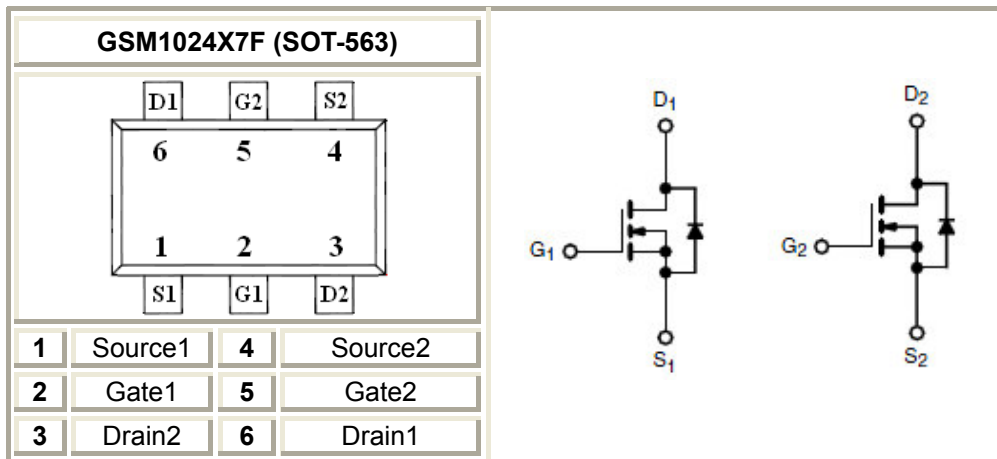 GSM1024X7F (SOT-563)
D1 G2 S2
6 5 4
1 2 3
S1 G1 D2
1 Source1 4 Source2
2 Gate1 5 Gate2
3 Drain2 6 Drain1
D1 D2
G1 G2
S1 S2